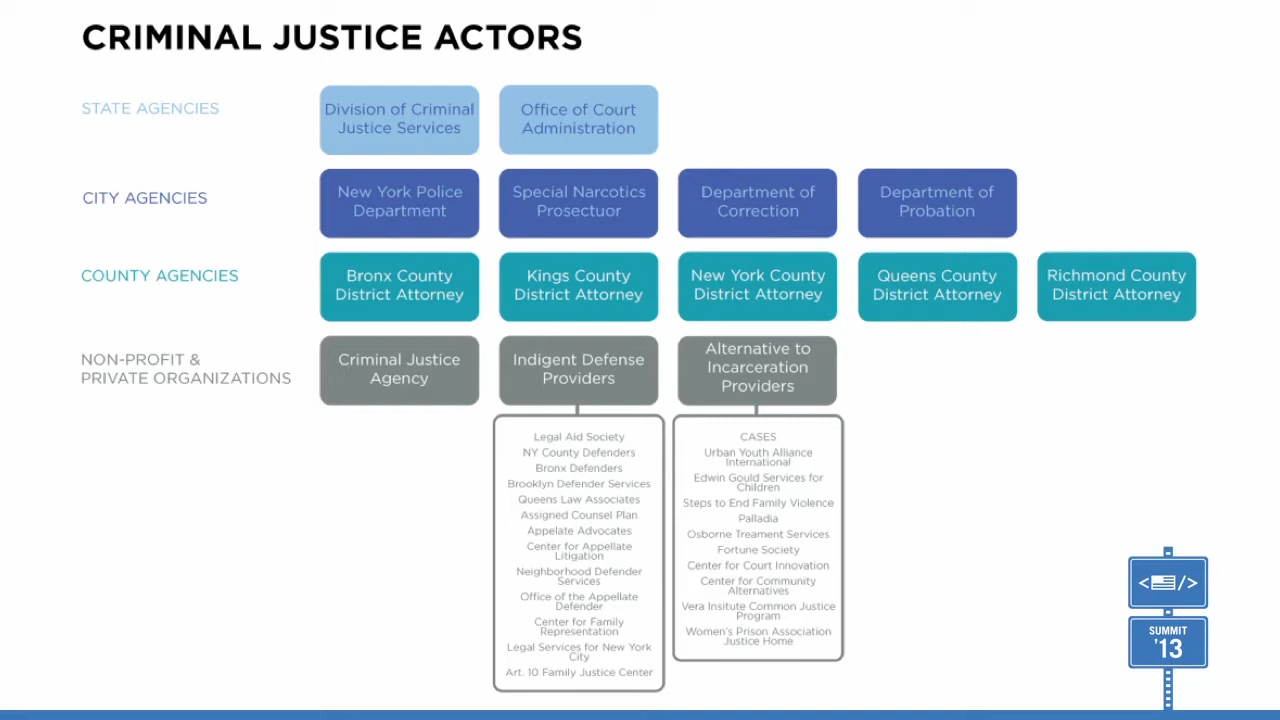 CRIMINAL JUSTICE ACTORS
STATE AGENCIES
Division of Criminal
Justice Services
Office of Court
Administration
CITY AGENCIES
New York Police
Department
Special Narcotics
Prosectuor
Department of
Correction
Department of
Probation
COUNTY AGENCIES
Bronx County
District Attorney
Kings County
District Attorney
New York County
District Attorney
Queens County
District Attorney
Richmond County
District Attorney
NON-PROFIT &
PRIVATE ORGANIZATIONS
Criminal Justice
Agency
Indigent Defense
Providers
Alternative to
Incarceration
Providers
Legal Aid Society
NY County Defenders
Bronx Defenders
Brooklyn Defender Services
Queens Law Associates
Assigned Counsel Plan
Appelate Advocates
Center for Appellate
Litigation
Neighborhood Defender
Services
Office of the Appellate
Defender
Center for Family
Representation
Legal Services for New York
City
Art. 10 Family Justice Center
CASES
Urban Youth Alliance
International
Edwin Gould Services for
Children
Steps to End Family Violence
Palladia
Osborne Treament Services
Fortune Society
Center for Court Innovation
Center for Community
Alternatives
Vera Insitute Common Justice
Program
Women's Prison Association
Justice Home
< />
SUMMIT
'13